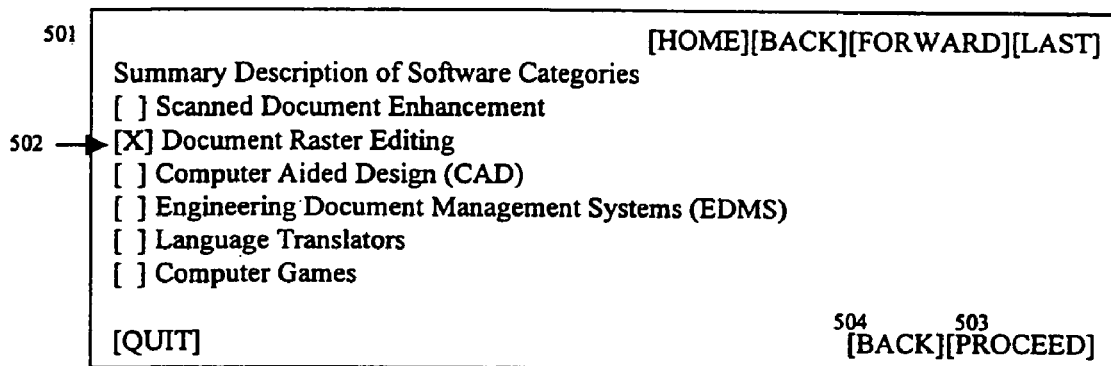 501
[HOME][BACK][FORWARD][LAST]
Summary Description of Software Categories
[ ] Scanned Document Enhancement
502 [X] Document Raster Editing
[ ] Computer Aided Design (CAD)
[ ] Engineering Document Management Systems (EDMS)
[ ] Language Translators
[ ] Computer Games
504 503
[QUIT] [BACK][PROCEED]